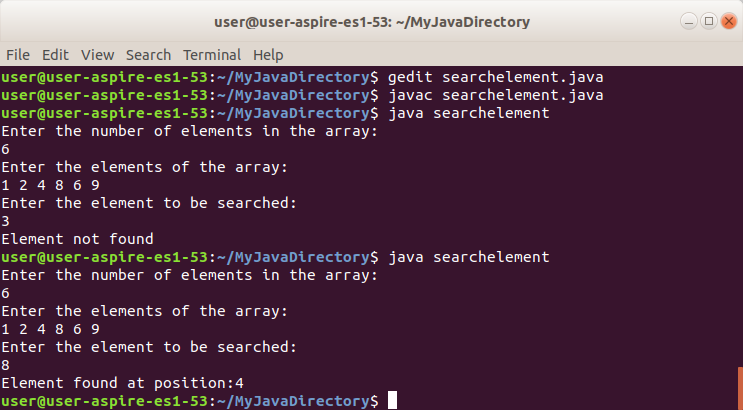 user@user-aspire-es1-53: ~/MyJavaDirectory
File Edit View Search Terminal Help
user@user-aspire-es1-53:~/MyJavaDirectory$ gedit searchelement.java
user@user-aspire-es1-53:~/MyJavaDirectory$ javac searchelement.java
user@user-aspire-es1-53:~/MyJavaDirectory$ java searchelement
Enter the number of elements in the array:
6
Enter the elements of the array:
1 2 4 8 6 9
Enter the element to be searched:
3
Element not found
user@user-aspire-es1-53:~/MyJavaDirectory$ java searchelement
Enter the number of elements in the array:
6
Enter the elements of the array:
1 2 4 8 6 9
Enter the element to be searched:
8
Element found at position:4
user@user-aspire-es1-53:~/MyJavaDirectory$